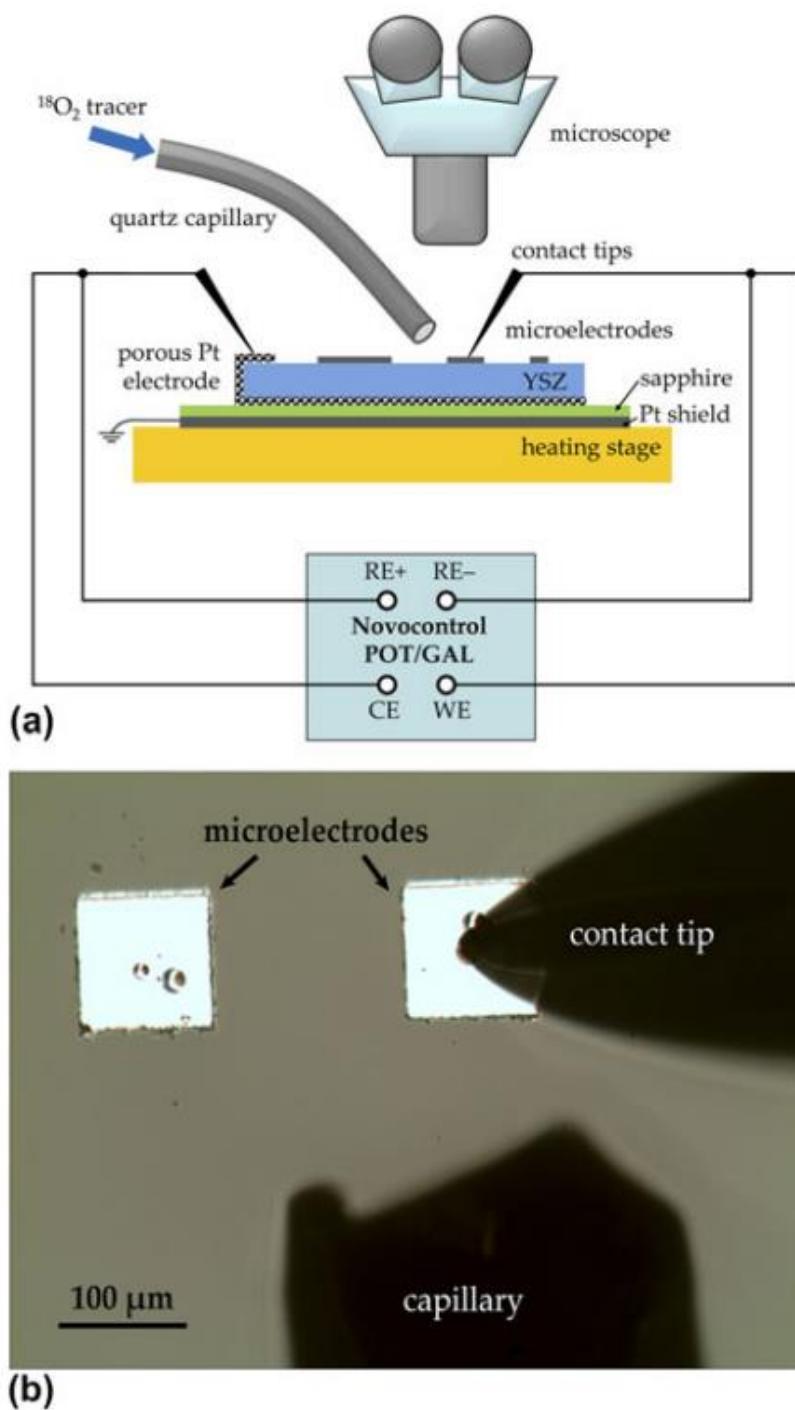 ¹⁸O₂ tracer
microscope
quartz capillary
contact tips
porous Pt
electrode
microelectrodes
YSZ
sapphire
Pt shield
heating stage
RE+ RE–
Novocontrol
POT/GAL
CE WE
(a)
microelectrodes
contact tip
100 µm
capillary
(b)